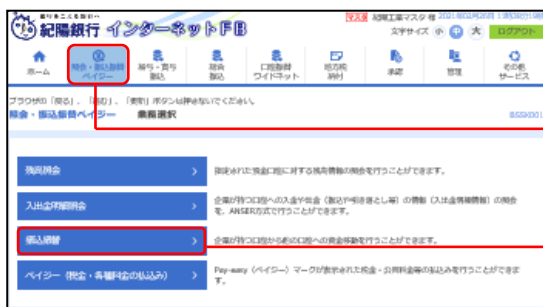 紀陽銀行 インターネットFB
文字サイズ 小 中 大 ログアウト
ホーム
照会・振込振替
ペイジー
給与・賞与
振込
総合
振込
口座振替
ワイドネット
地方税
納付
承認
管理
その他
サービス
ブラウザの「戻る」、「進む」、「更新」ボタンは押さないでください。
照会・振込振替ペイジー 業務選択
BSSK001
残高照会
指定された預金口座に対する残高情報の照会を行うことができます。
入出金明細照会
企業が持つ口座への入金や出金(振込や引き落とし等)の情報(入出金明細情報)の照会
を、ANSER方式で行うことができます。
振込振替
企業が持つ口座から他の口座への資金移動を行うことができます。
ペイジー(税金・各種料金の払込み)
Pay-easy(ペイジー)マークが表示された税金・公共料金等の払込みを行うことができま
す。